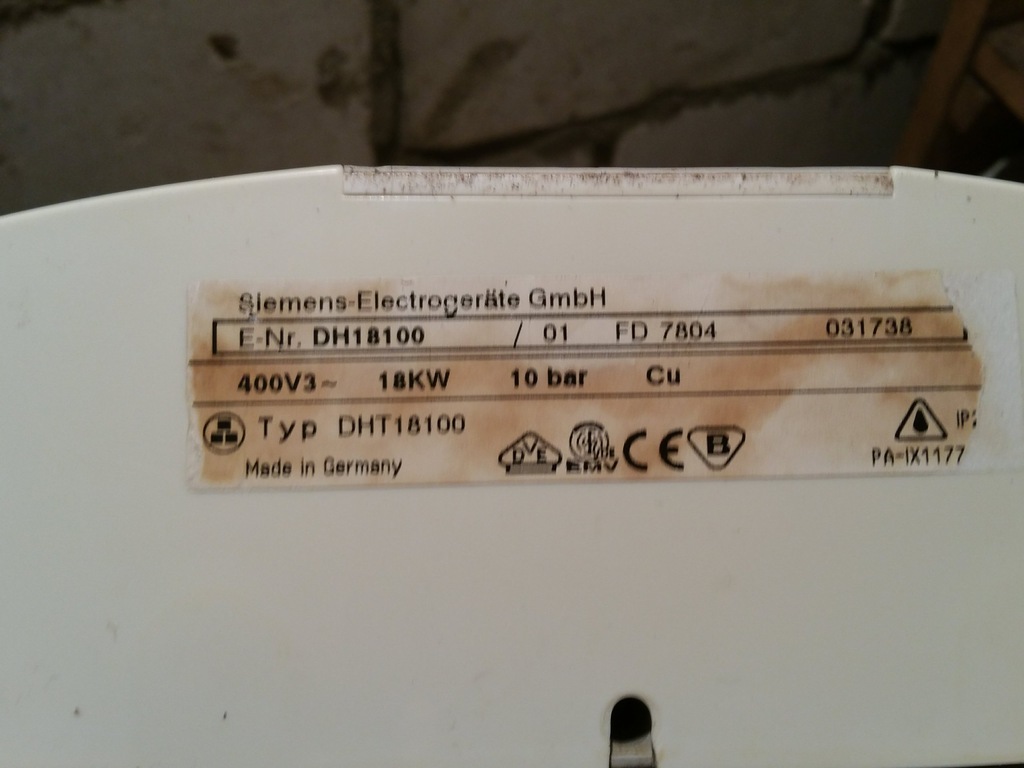 Siemens-Electrogeräte GmbH
E-Nr. DH18100 / 01 FD 7804 031738
400V3~ 18KW 10 bar Cu
Typ DHT18100
Made in Germany
DVE
EMV CE B
PA-IX1177